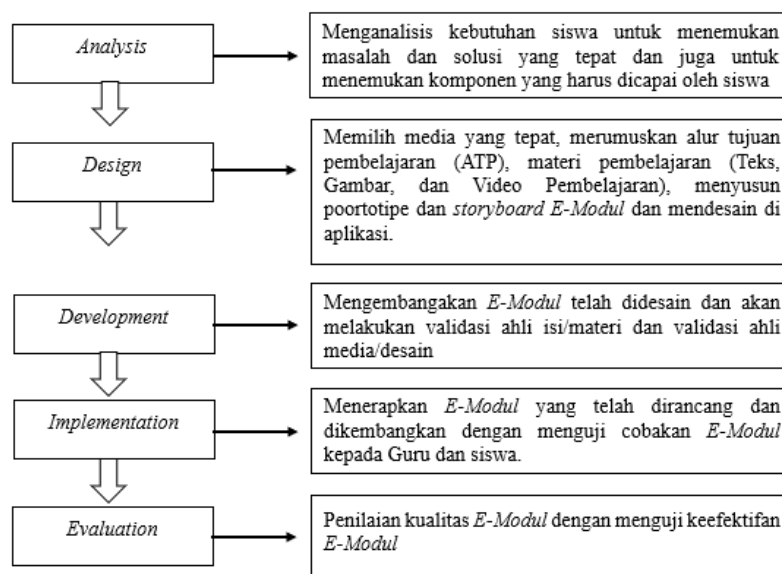 Analysis
Menganalisis kebutuhan siswa untuk menemukan
masalah dan solusi yang tepat dan juga untuk
menemukan komponen yang harus dicapai oleh siswa
Design
Memilih media yang tepat, merumuskan alur tujuan
pembelajaran (ATP), materi pembelajaran (Teks,
Gambar, dan Video Pembelajaran), menyusun
poortotipe dan storyboard E-Modul dan mendesain di
aplikasi.
Development
Mengembangakan E-Modul telah didesain dan akan
melakukan validasi ahli isi/materi dan validasi ahli
media/desain
Implementation
Menerapkan E-Modul yang telah dirancang dan
dikembangkan dengan menguji cobakan E-Modul
kepada Guru dan siswa.
Evaluation
Penilaian kualitas E-Modul dengan menguji keefektifan
E-Modul